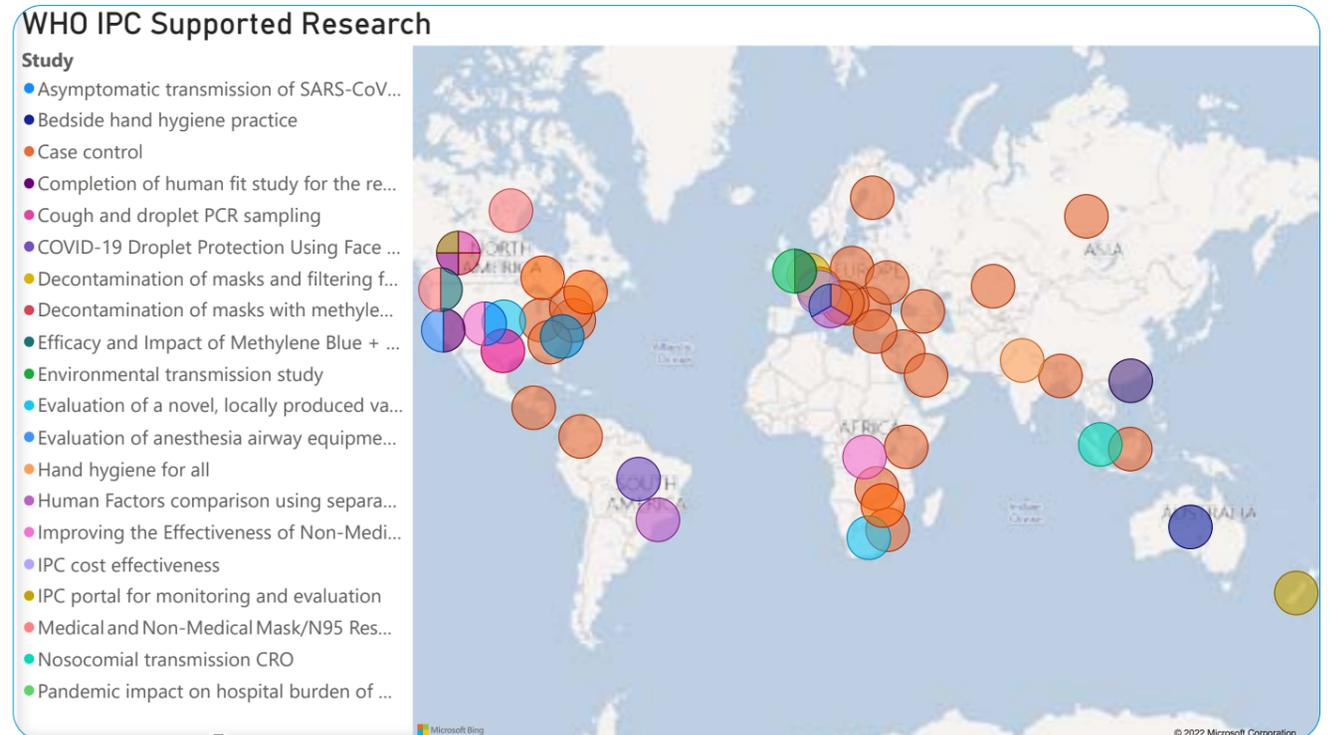 WHO IPC Supported Research
Study
Asymptomatic transmission of SARS-CoV...
Bedside hand hygiene practice
Case control
Completion of human fit study for the re...
Cough and droplet PCR sampling
COVID-19 Droplet Protection Using Face ...
Decontamination of masks and filtering f...
Decontamination of masks with methyle...
Efficacy and Impact of Methylene Blue + ...
Environmental transmission study
Evaluation of a novel, locally produced va...
Evaluation of anesthesia airway equipme...
Hand hygiene for all
Human Factors comparison using separa...
Improving the Effectiveness of Non-Medi...
IPC cost effectiveness
IPC portal for monitoring and evaluation
Medical and Non-Medical Mask/N95 Res...
Nosocomial transmission CRO
Pandemic impact on hospital burden of ...
NORTH
AMERICA
EUROPE
ASIA
Atlantic
Ocean
AFRICA
SOUTH
AMERICA
Indian
Ocean
AUSTRALIA
Microsoft Bing
© 2022 Microsoft Corporation